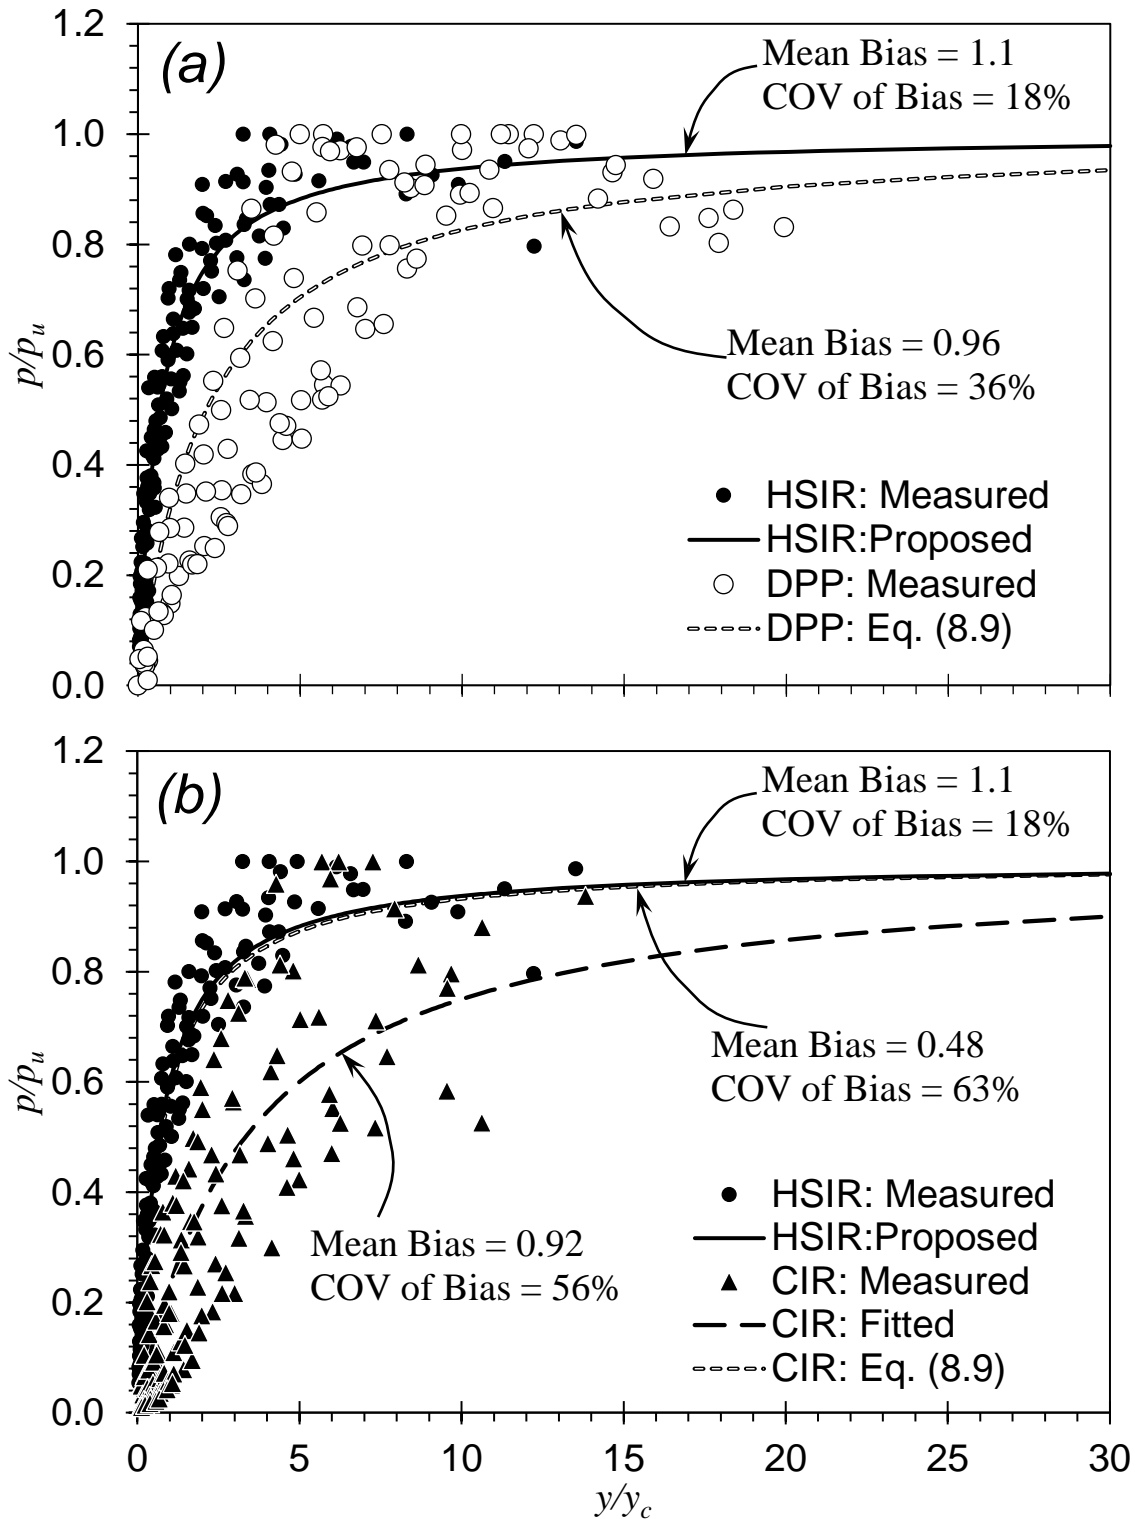 1.2
(a)
Mean Bias = 1.1
COV of Bias = 18%
1.0
0.8
0.6
0.4
0.2
0.0
p/pu
Mean Bias = 0.96
COV of Bias = 36%
HSIR: Measured
HSIR:Proposed
DPP: Measured
DPP: Eq. (8.9)
1.2
(b)
Mean Bias = 1.1
COV of Bias = 18%
1.0
0.8
0.6
0.4
0.2
0.0
p/pu
Mean Bias = 0.48
COV of Bias = 63%
Mean Bias = 0.92
COV of Bias = 56%
HSIR: Measured
HSIR:Proposed
CIR: Measured
CIR: Fitted
CIR: Eq. (8.9)
0 5 10 15 20 25 30
y/yc